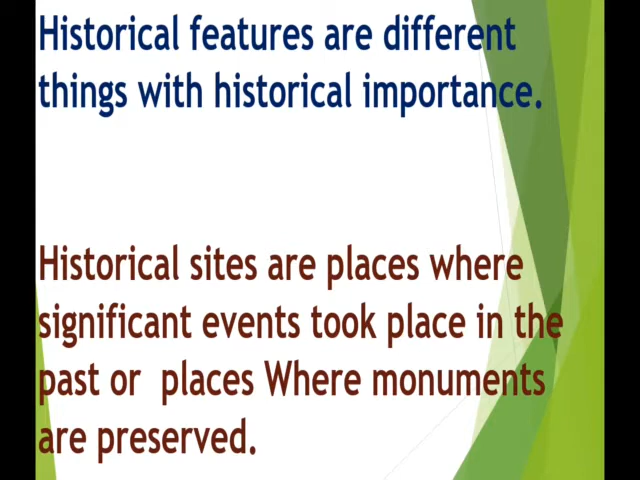 Historical features are different
things with historical importance.
Historical sites are places where
significant events took place in the
past or  places Where monuments
are preserved.